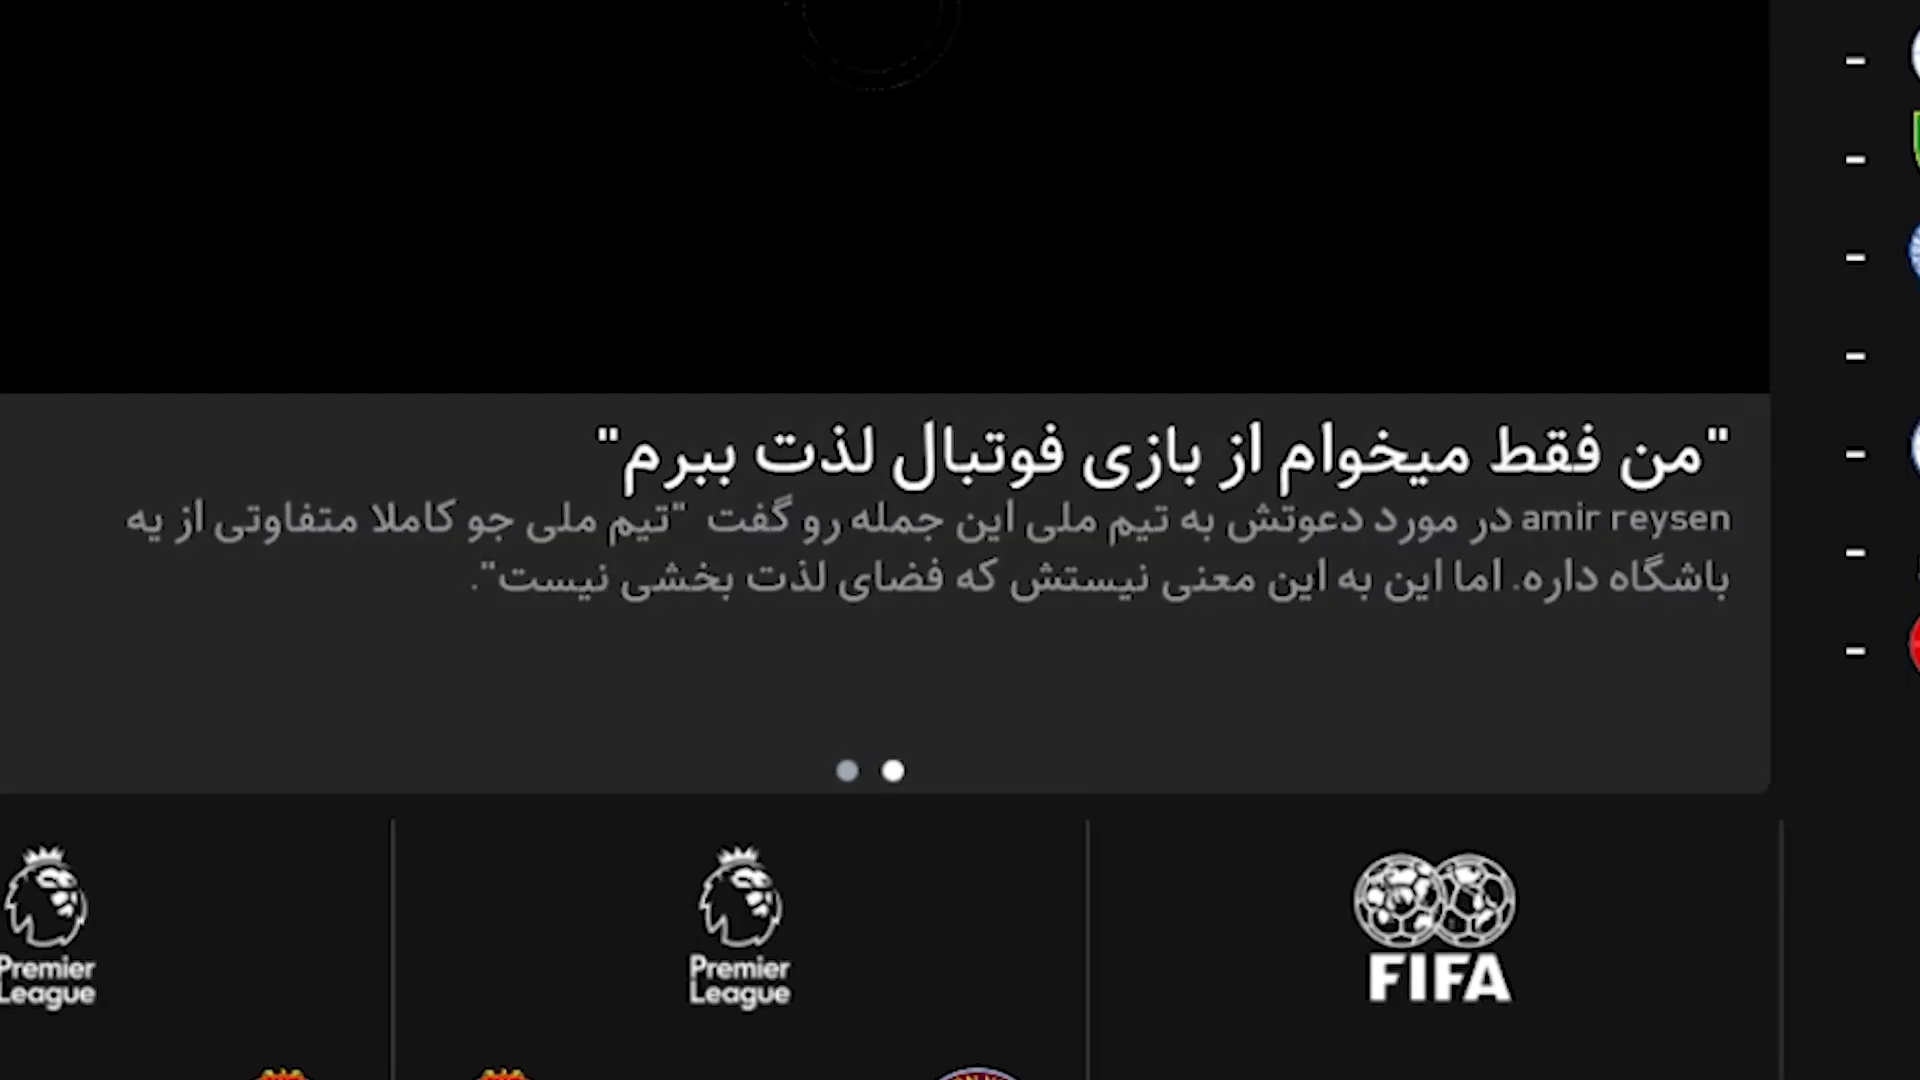 "من فقط میخوام از بازی فوتبال لذت ببرم"
amir reysen در مورد دعوتش به تیم ملی این جمله رو گفت "تیم ملی جو کاملا متفاوتی از یه
باشگاه داره. اما این به این معنی نیستش که فضای لذت بخشی نیست".
Premier
League
Premier
League
FIFA